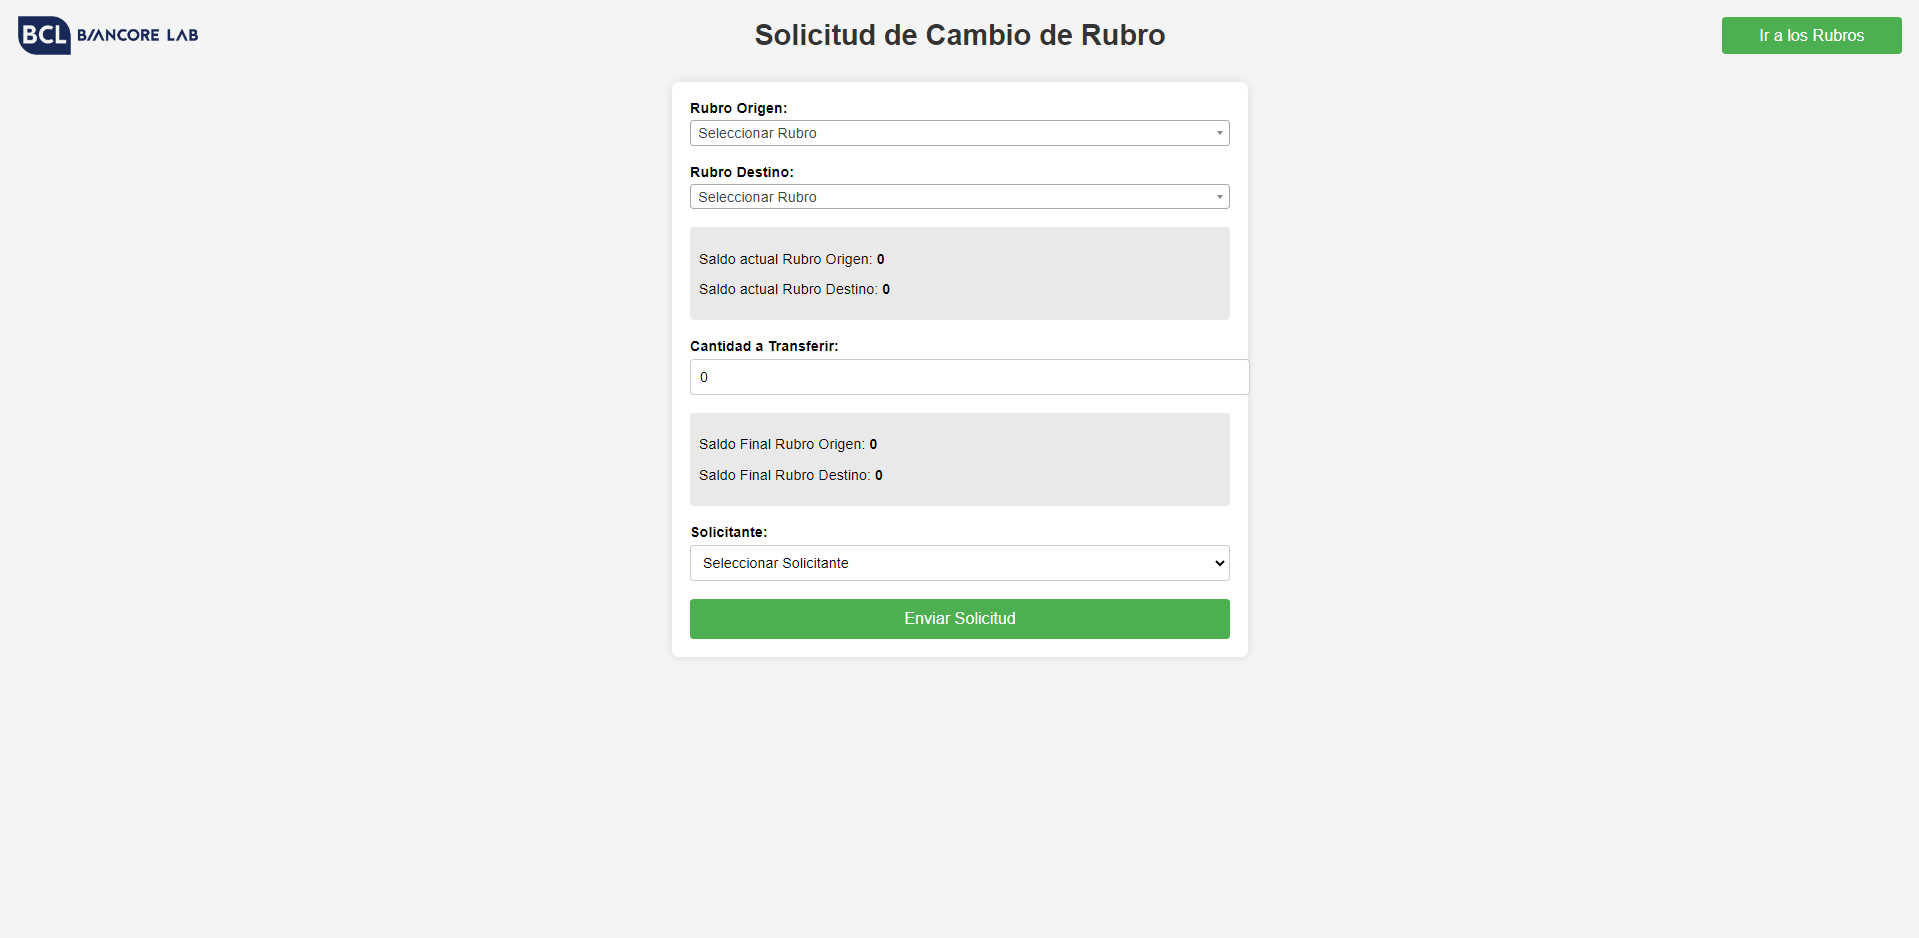 BCL BIANCORE LAB
Solicitud de Cambio de Rubro
Ir a los Rubros
Rubro Origen:
Seleccionar Rubro
Rubro Destino:
Seleccionar Rubro
Saldo actual Rubro Origen: 0
Saldo actual Rubro Destino: 0
Cantidad a Transferir:
0
Saldo Final Rubro Origen: 0
Saldo Final Rubro Destino: 0
Solicitante:
Seleccionar Solicitante
Enviar Solicitud